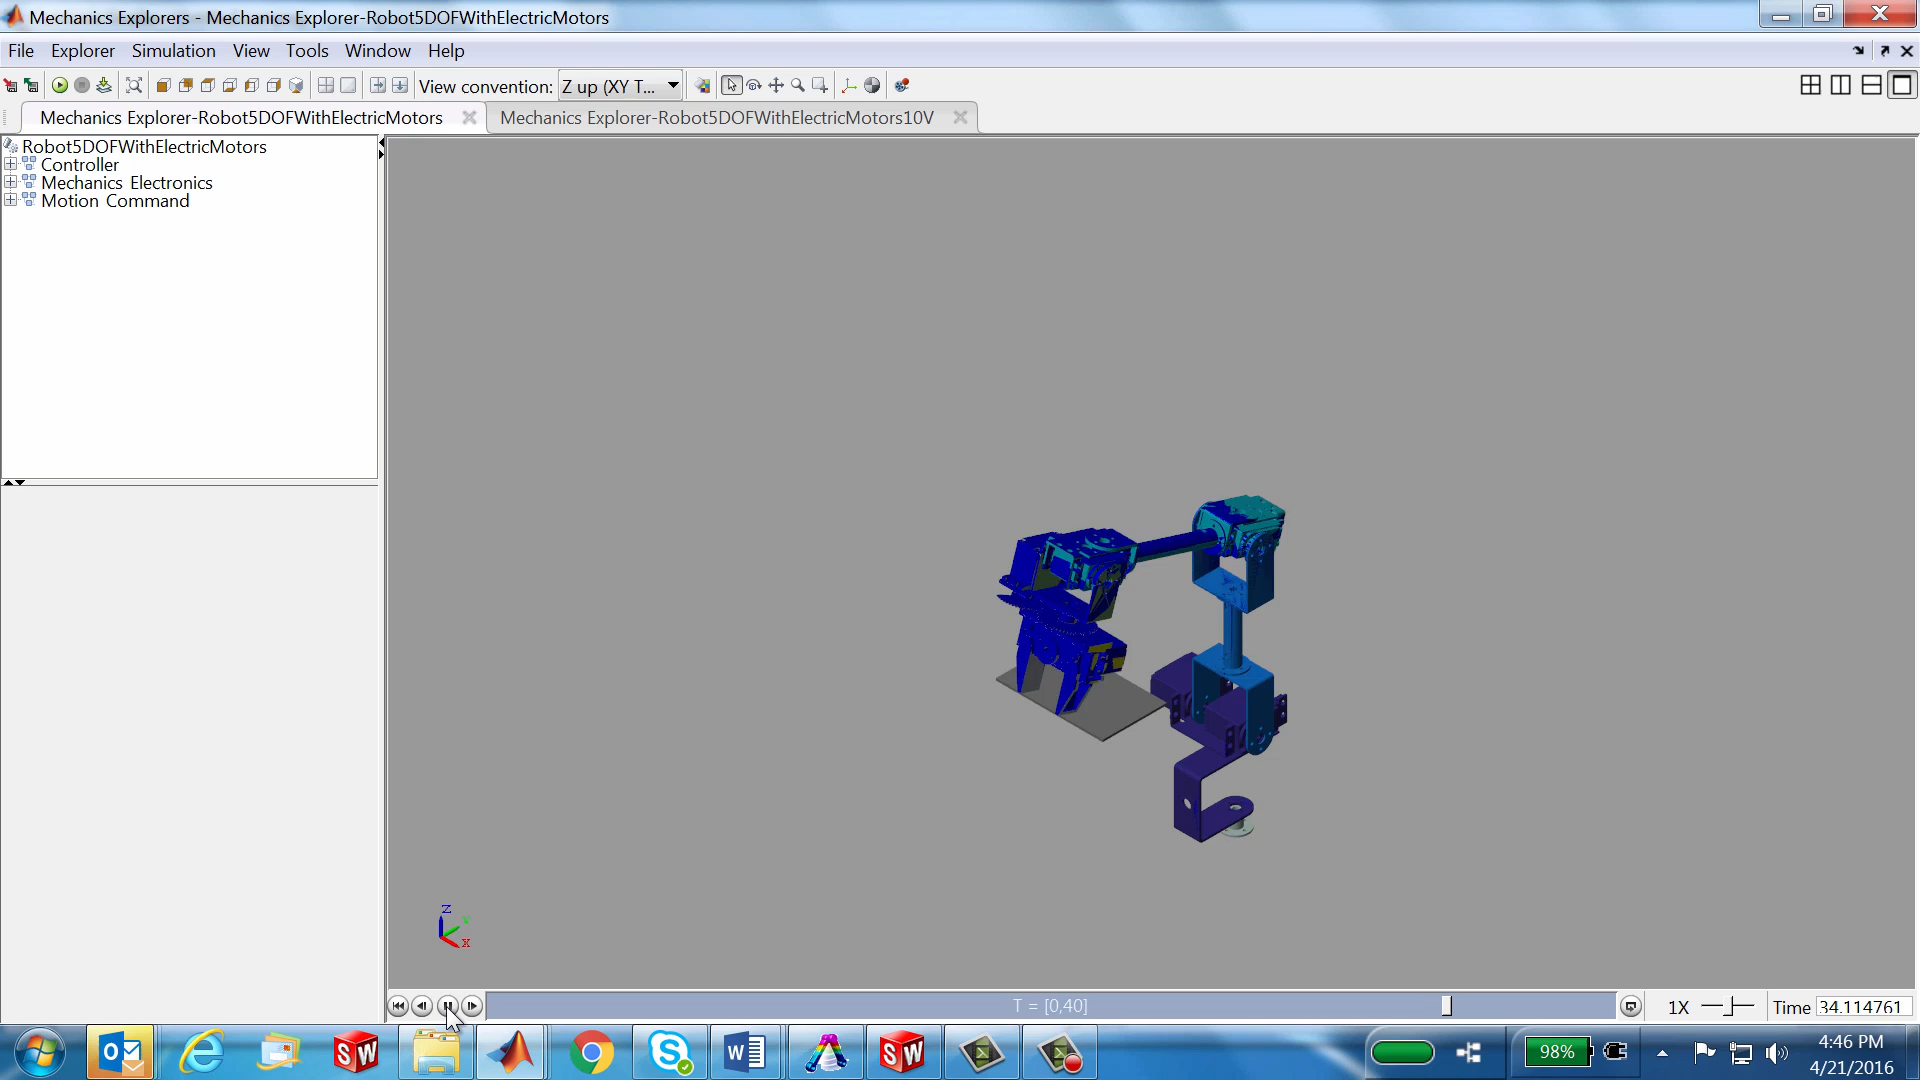 Mechanics Explorers - Mechanics Explorer-Robot5DOFWithElectricMotors
File Explorer Simulation View Tools Window Help
View convention: Z up (XY T...
Mechanics Explorer-Robot5DOFWithElectricMotors
Mechanics Explorer-Robot5DOFWithElectricMotors10V
Robot5DOFWithElectricMotors
Controller
Mechanics Electronics
Motion Command
Z
Y
X
T = [0,40]
1X
Time 34.114761
SW
W
SW
98%
4:46 PM
4/21/2016